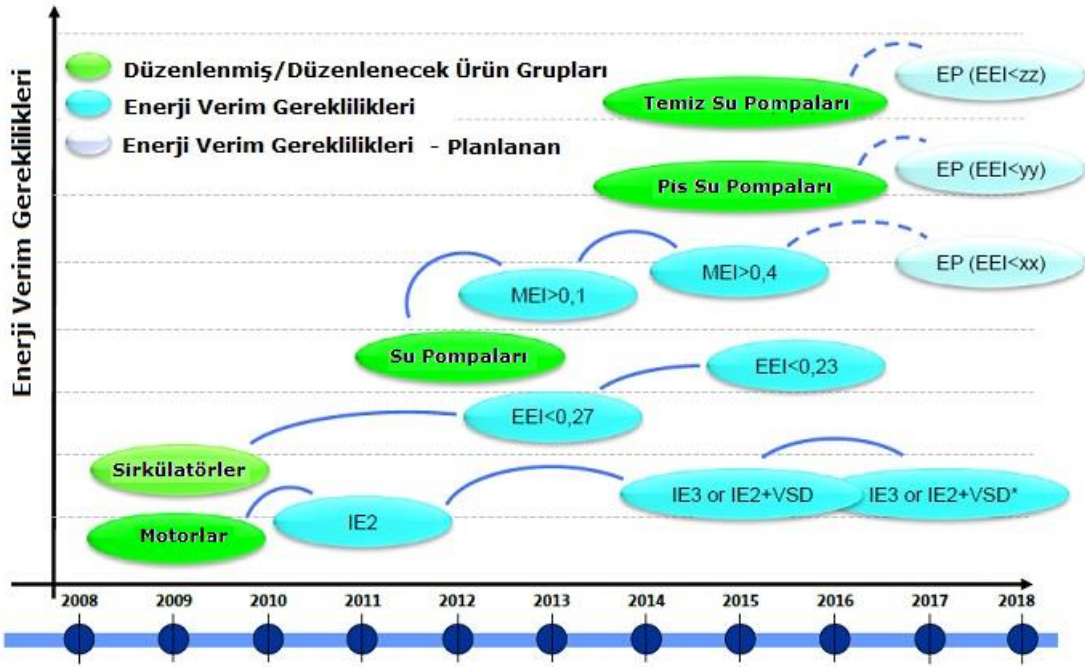 Enerji Verim Gereklilikleri
Düzenlenmiş/Düzenlenecek Ürün Grupları
Enerji Verim Gereklilikleri
Enerji Verim Gereklilikleri - Planlanan
Temiz Su Pompaları
EP (EEI<zz)
Pis Su Pompaları
EP (EEI<yy)
MEI>0,1
MEI>0,4
EP (EEI<xx)
Su Pompaları
EEI<0,23
EEI<0,27
Sirkülatörler
IE3 or IE2+VSD
IE3 or IE2+VSD*
Motorlar
IE2
2008 2009 2010 2011 2012 2013 2014 2015 2016 2017 2018